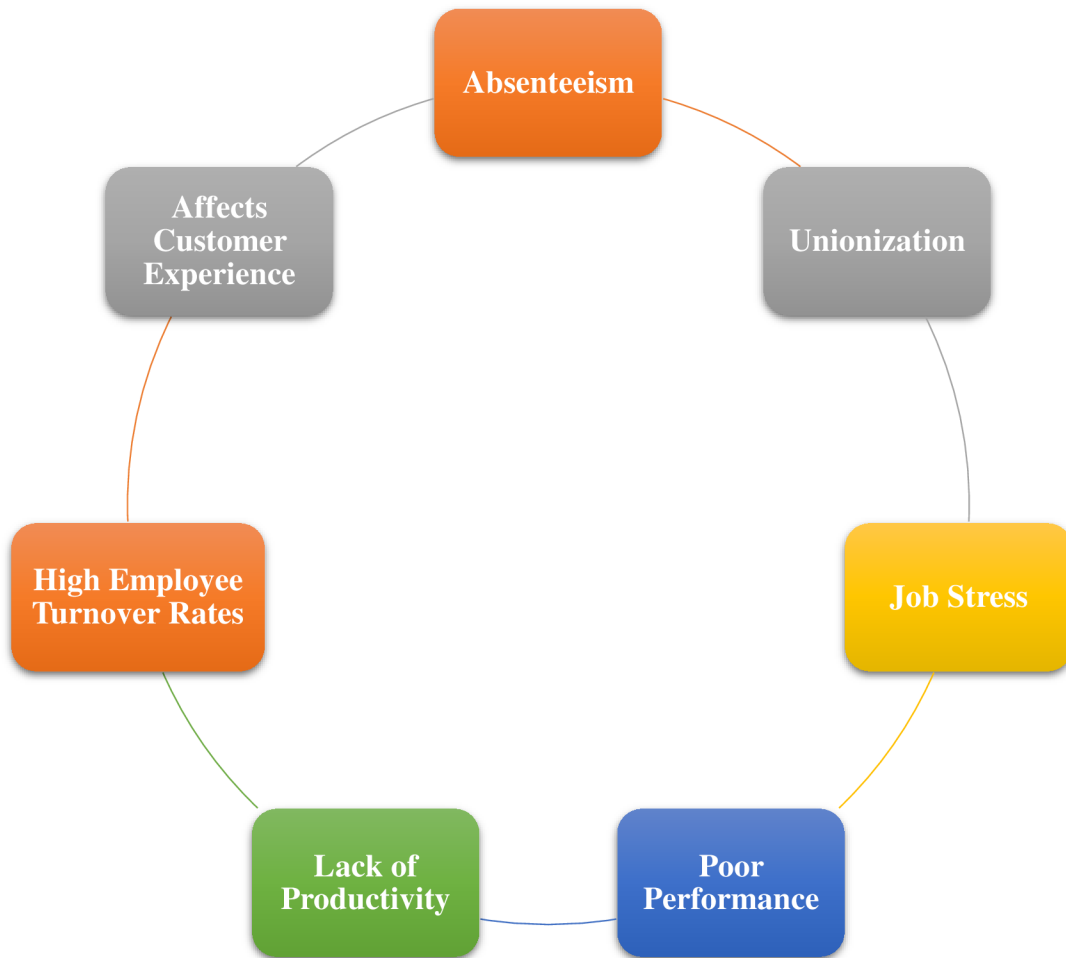 Absenteeism
Unionization
Job Stress
Poor
Performance
Lack of
Productivity
High Employee
Turnover Rates
Affects
Customer
Experience